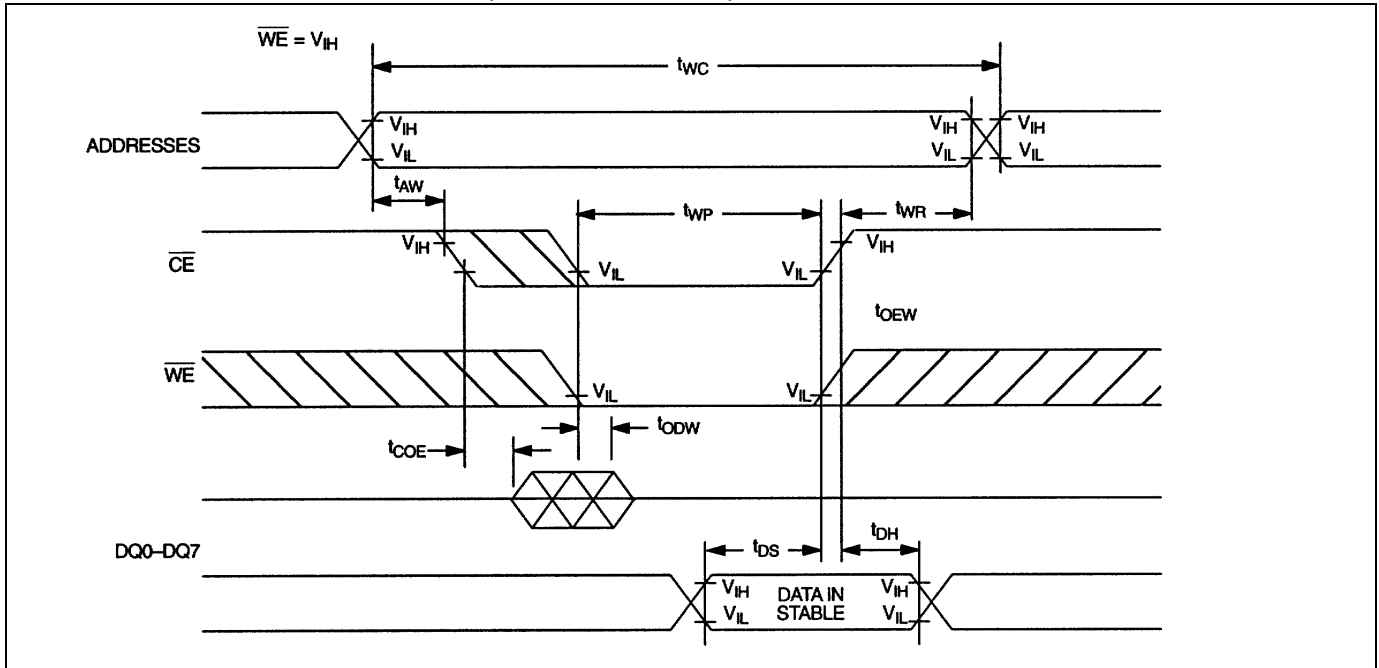 WE = VIH
tWC
ADDRESSES
VIH
VIL
VIH
VIL
VIH
VIL
tAW
tWP
tWR
CE
VIH
VIL
VIL
VIH
tOEW
WE
VIL
VIL
tODW
tCOE
DQ0–DQ7
tDS
tDH
VIH
VIL
DATA IN
STABLE
VIH
VIL